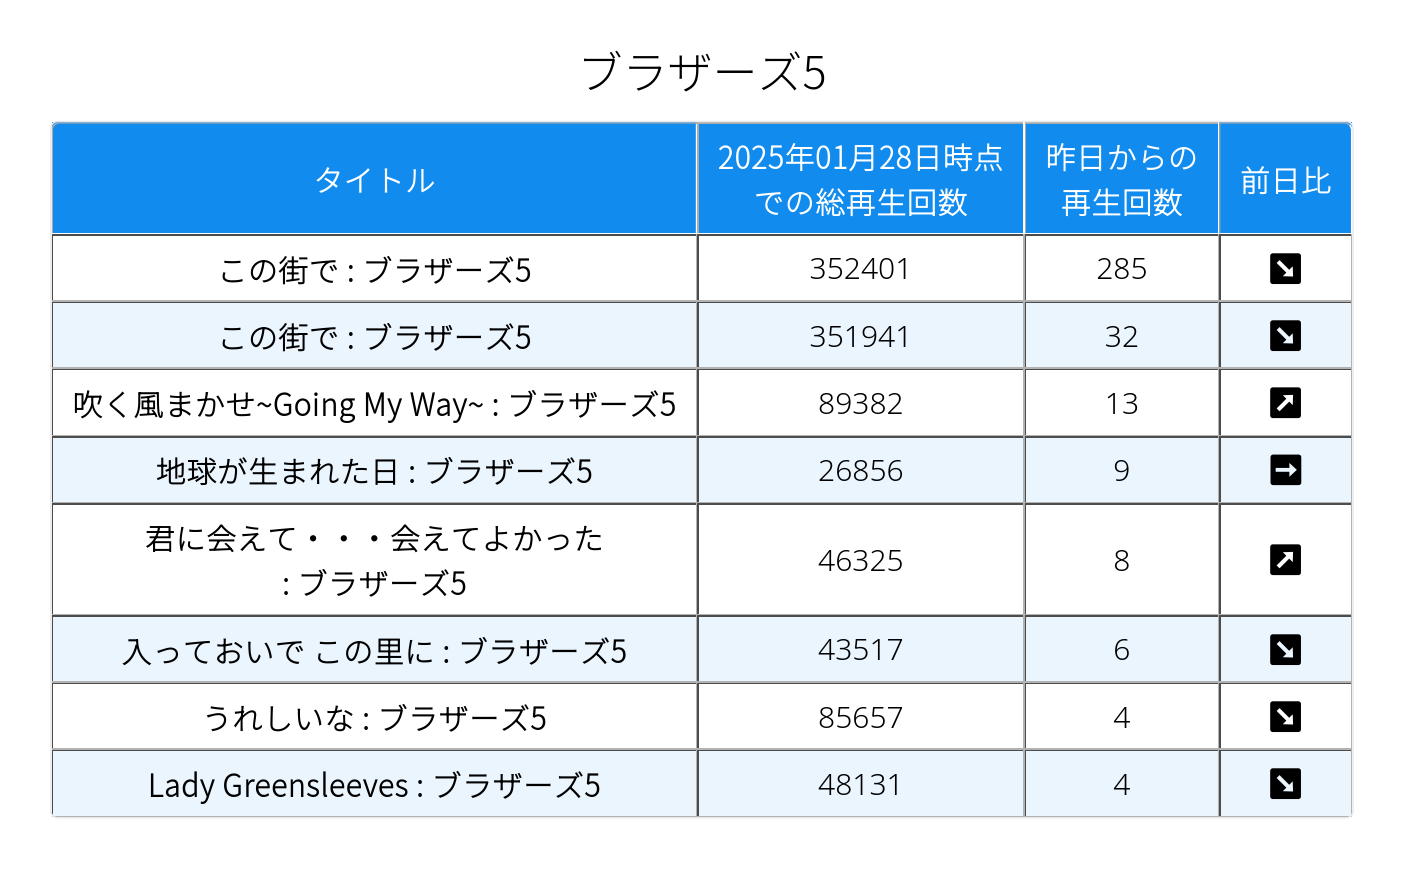 ブラザーズ5
タイトル
2025年01月28日時点
での総再生回数
昨日からの
再生回数
前日比
この街で : ブラザーズ5
352401
285
↘
この街で : ブラザーズ5
351941
32
↘
吹く風まかせ~Going My Way~ : ブラザーズ5
89382
13
↗
地球が生まれた日 : ブラザーズ5
26856
9
→
君に会えて・・・会えてよかった
: ブラザーズ5
46325
8
↗
入っておいで この里に : ブラザーズ5
43517
6
↘
うれしいな : ブラザーズ5
85657
4
↘
Lady Greensleeves : ブラザーズ5
48131
4
↘